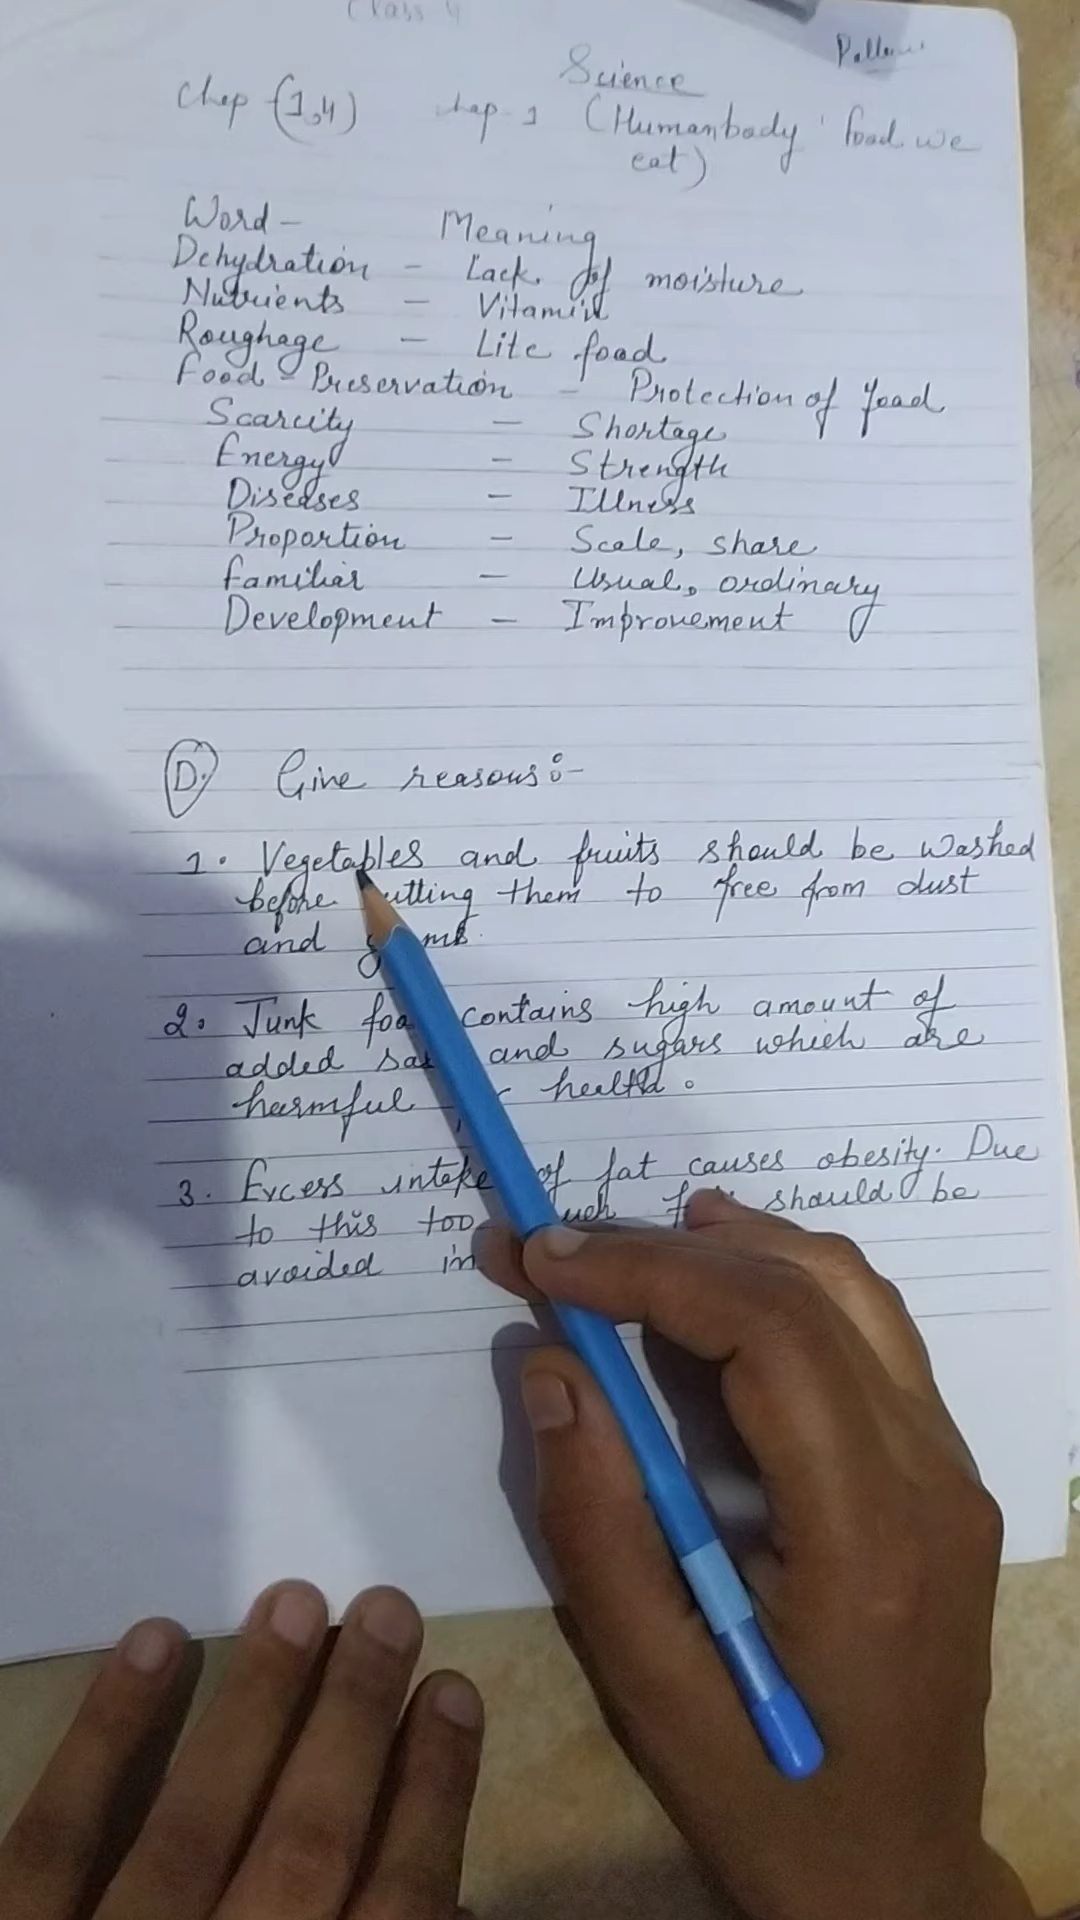 Class 4
Science
Chap (1,4) chap-1 (Humanbody food we
eat)
Word - Meaning
Dehydration - Lack of moisture
Nutrients - Vitamin
Roughage - Lite food
Food - Preservation - Protection of food
Scarcity - Shortage
Energy - Strength
Diseases - Illness
Proportion - Scale, share
Familiar - Usual, ordinary
Development - Improvement
D. Give reasons :-
1. Vegetables and fruits should be washed
before them to free from dust
and
2. Junk contains high amount of
added and sugars which are
harmful health.
3. Excess intake of fat causes obesity. Due
to this too should be
avoided in